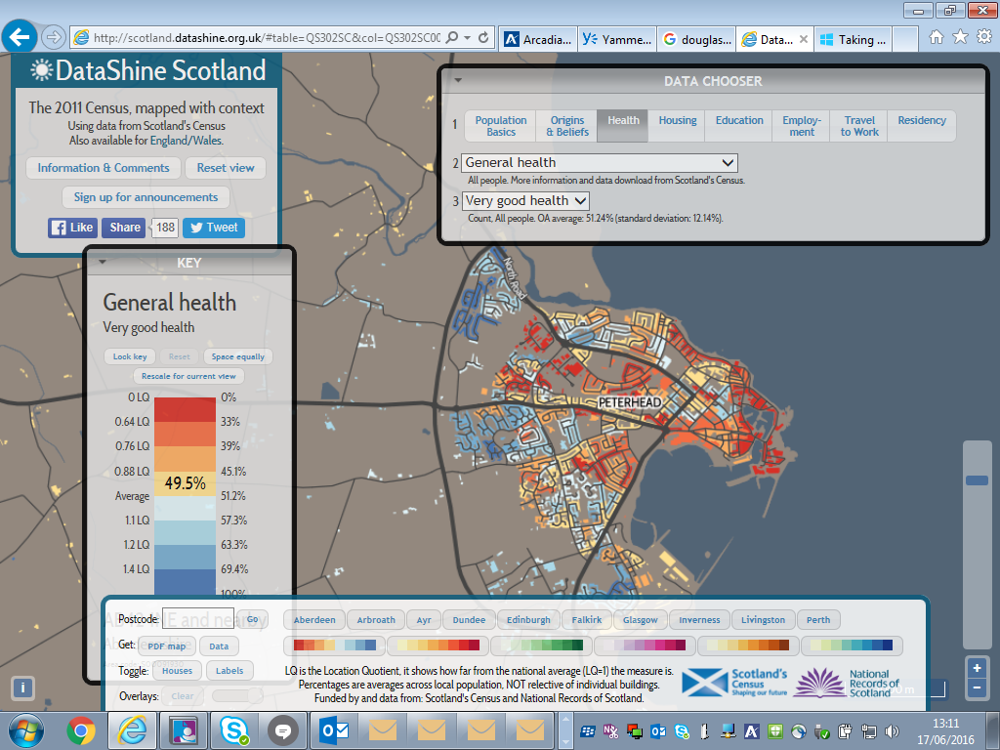 http://scotland.datashine.org.uk/#table=QS302SC&col=QS302SC00
Arcadia...
Yamme...
douglas...
Data...
Taking ...
DataShine Scotland
The 2011 Census, mapped with context
Using data from Scotland's Census
Also available for England/Wales.
Information & Comments
Reset view
Sign up for announcements
Like
Share
188
Tweet
DATA CHOOSER
1
Population Basics
Origins & Beliefs
Health
Housing
Education
Employ-ment
Travel to Work
Residency
2 General health
All people. More information and data download from Scotland's Census.
3 Very good health
Count, All people. OA average: 51.24% (standard deviation: 12.14%).
KEY
General health
Very good health
Lock key
Reset
Space equally
Rescale for current view
0 LQ 0%
0.64 LQ 33%
0.76 LQ 39%
0.88 LQ 45.1%
49.5%
Average 51.2%
1.1 LQ 57.3%
1.2 LQ 63.3%
1.4 LQ 69.4%
100%
North Road
PETERHEAD
and nearby
Postcode:
Go
Aberdeen
Arbroath
Ayr
Dundee
Edinburgh
Falkirk
Glasgow
Inverness
Livingston
Perth
Get:
PDF map
Data
Toggle:
Houses
Labels
Overlays:
Clear
LQ is the Location Quotient, it shows how far from the national average (LQ=1) the measure is.
Percentages are averages across local population, NOT relective of individual buildings.
Funded by and data from: Scotland's Census and National Records of Scotland.
Scotland's Census
Shaping our future
National
Records of
Scotland
i
+
−
13:11
17/06/2016